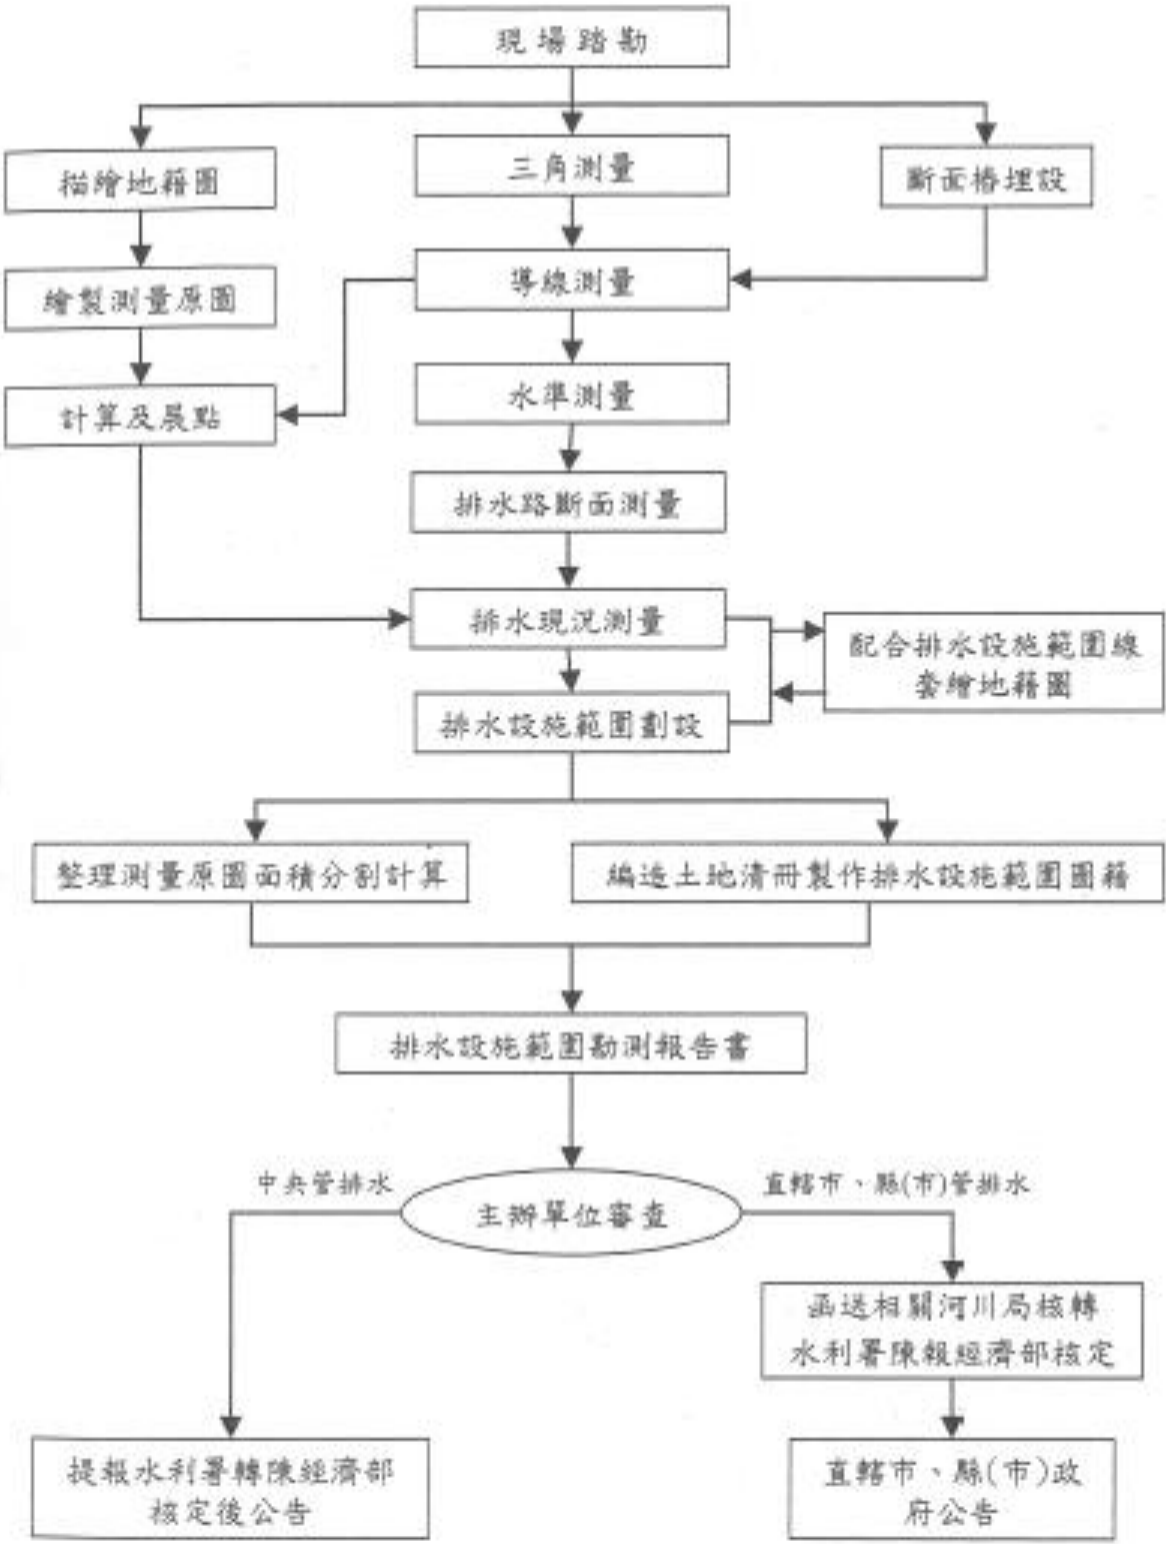 現場踏勘
描繪地籍圖
三角測量
斷面樁埋設
繪製測量原圖
導線測量
計算及展點
水準測量
排水路斷面測量
排水現況測量
配合排水設施範圍線
套繪地籍圖
排水設施範圍劃設
整理測量原圖面積分割計算
編造土地清冊製作排水設施範圍圖籍
排水設施範圍勘測報告書
中央管排水
直轄市、縣(市)管排水
主辦單位審查
函送相關河川局核轉
水利署陳報經濟部核定
提報水利署轉陳經濟部
核定後公告
直轄市、縣(市)政
府公告